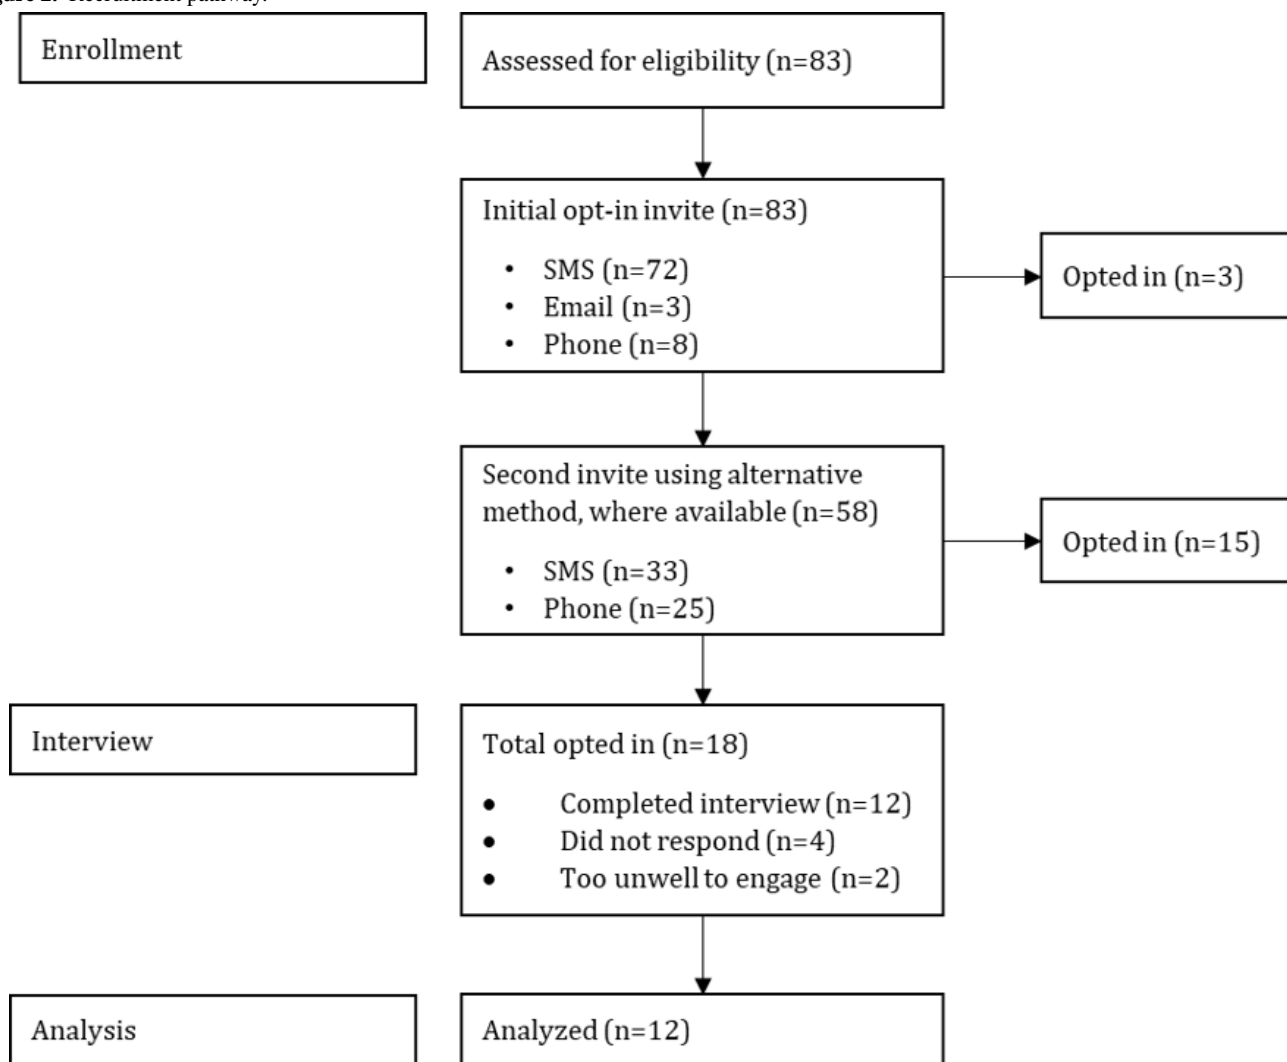 Enrollment
Assessed for eligibility (n=83)
Initial opt-in invite (n=83)
• SMS (n=72)
• Email (n=3)
• Phone (n=8)
Opted in (n=3)
Second invite using alternative
method, where available (n=58)
• SMS (n=33)
• Phone (n=25)
Opted in (n=15)
Interview
Total opted in (n=18)
● Completed interview (n=12)
● Did not respond (n=4)
● Too unwell to engage (n=2)
Analysis
Analyzed (n=12)